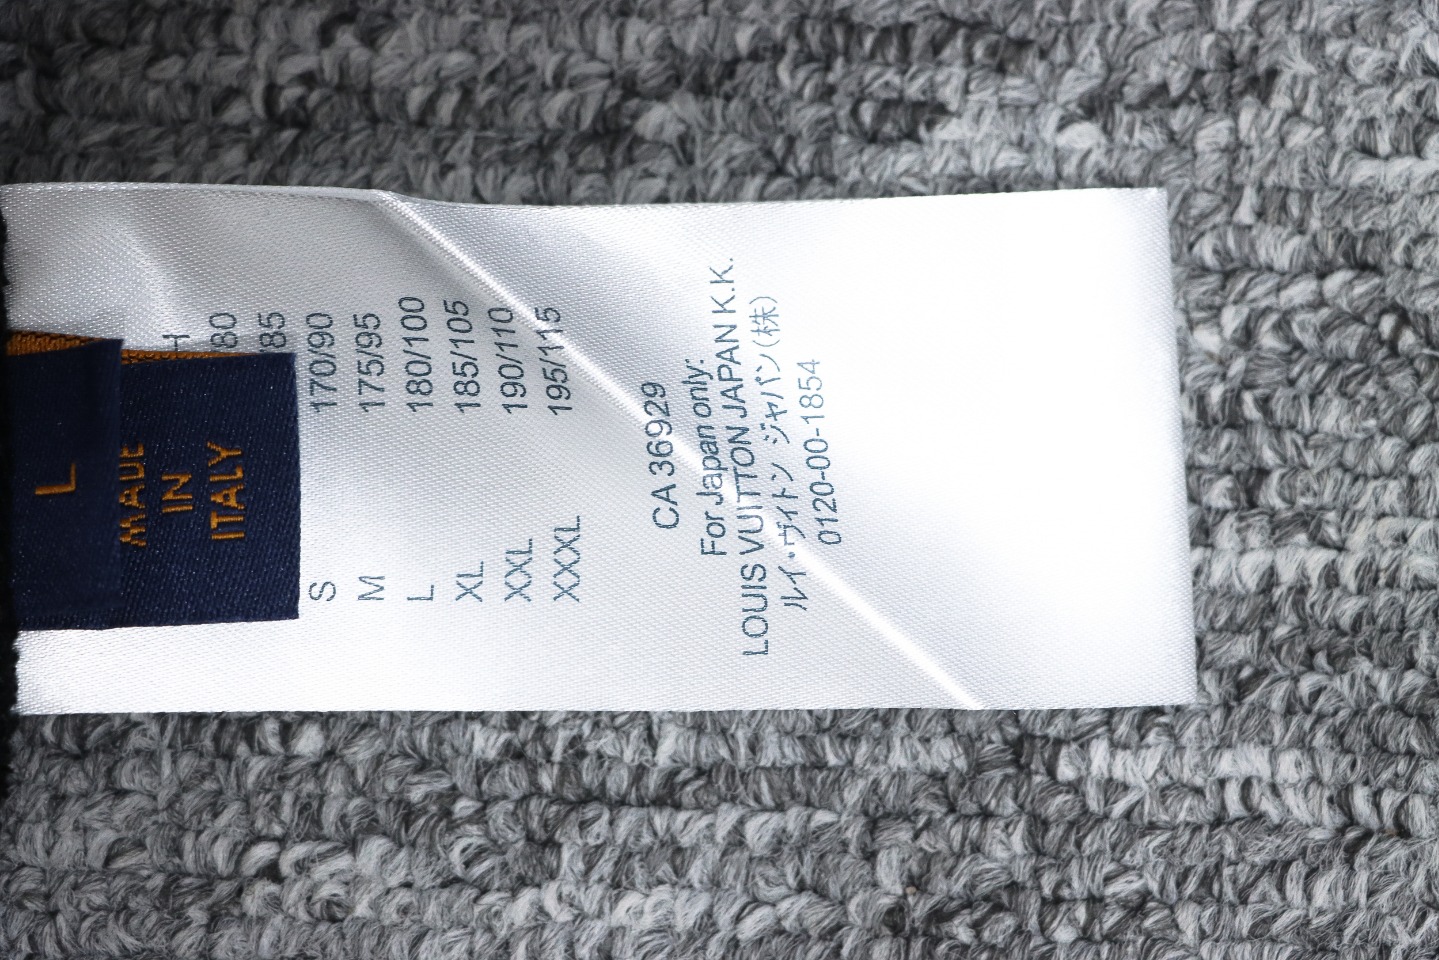 L
MADE
IN
ITALY
H
80
85
S 170/90
M 175/95
L 180/100
XL 185/105
XXL 190/110
XXXL 195/115
CA 36929
For Japan only:
LOUIS VUITTON JAPAN K.K.
ルイ・ヴィトン ジャパン(株)
0120-00-1854